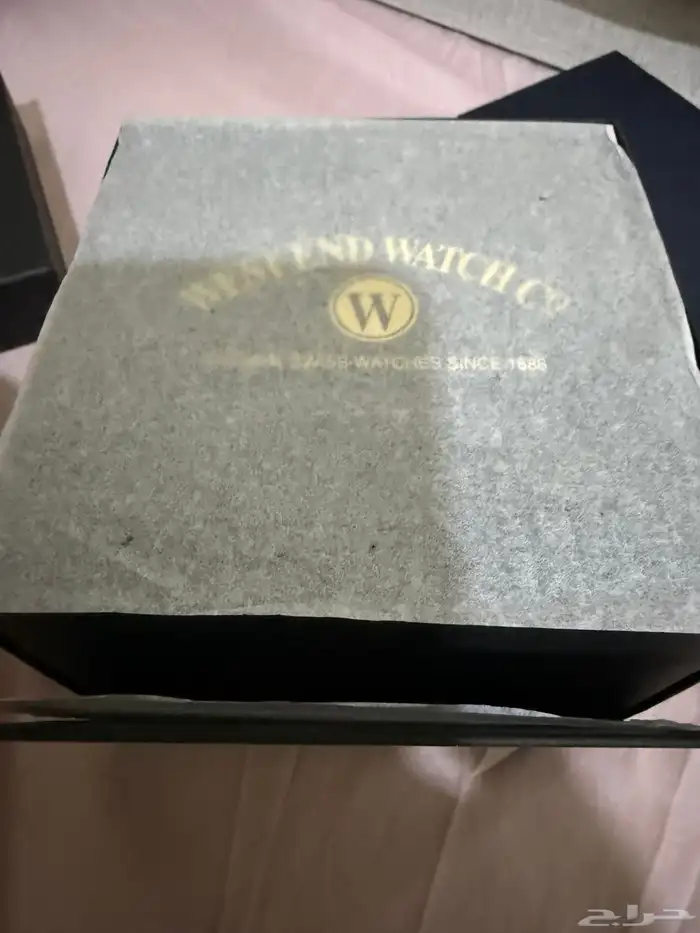 WEST END WATCH Co
W
SWISS WATCHES SINCE 1886
حراج